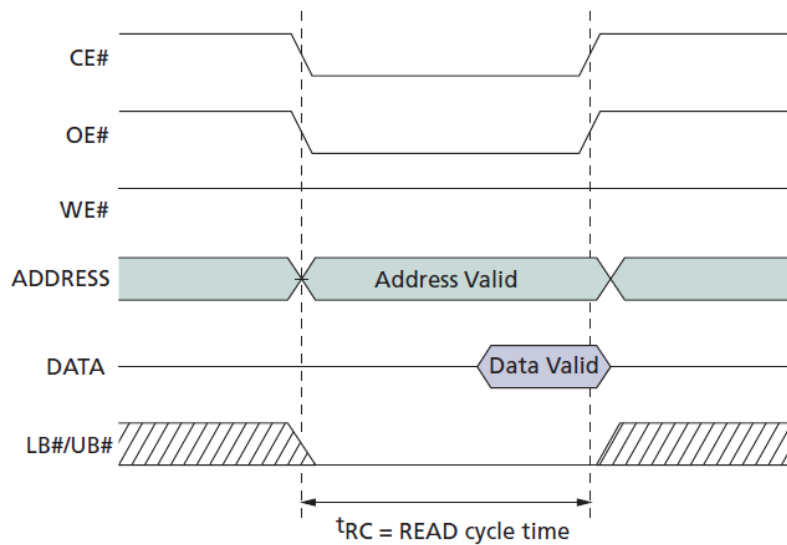 CE#
OE#
WE#
ADDRESS
Address Valid
DATA
Data Valid
LB#/UB#
tRC = READ cycle time